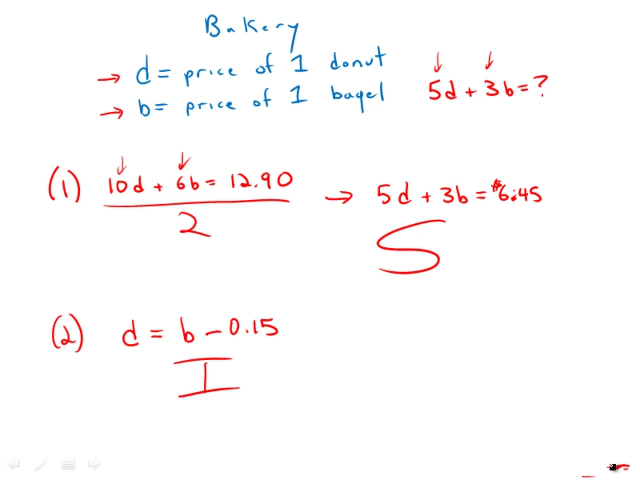 Bakery
→ d = price of 1 donut
→ b = price of 1 bagel
5d + 3b = ?
(1) 10d + 6b = 12.90
2
→ 5d + 3b = $6.45
S
(2) d = b - 0.15
I